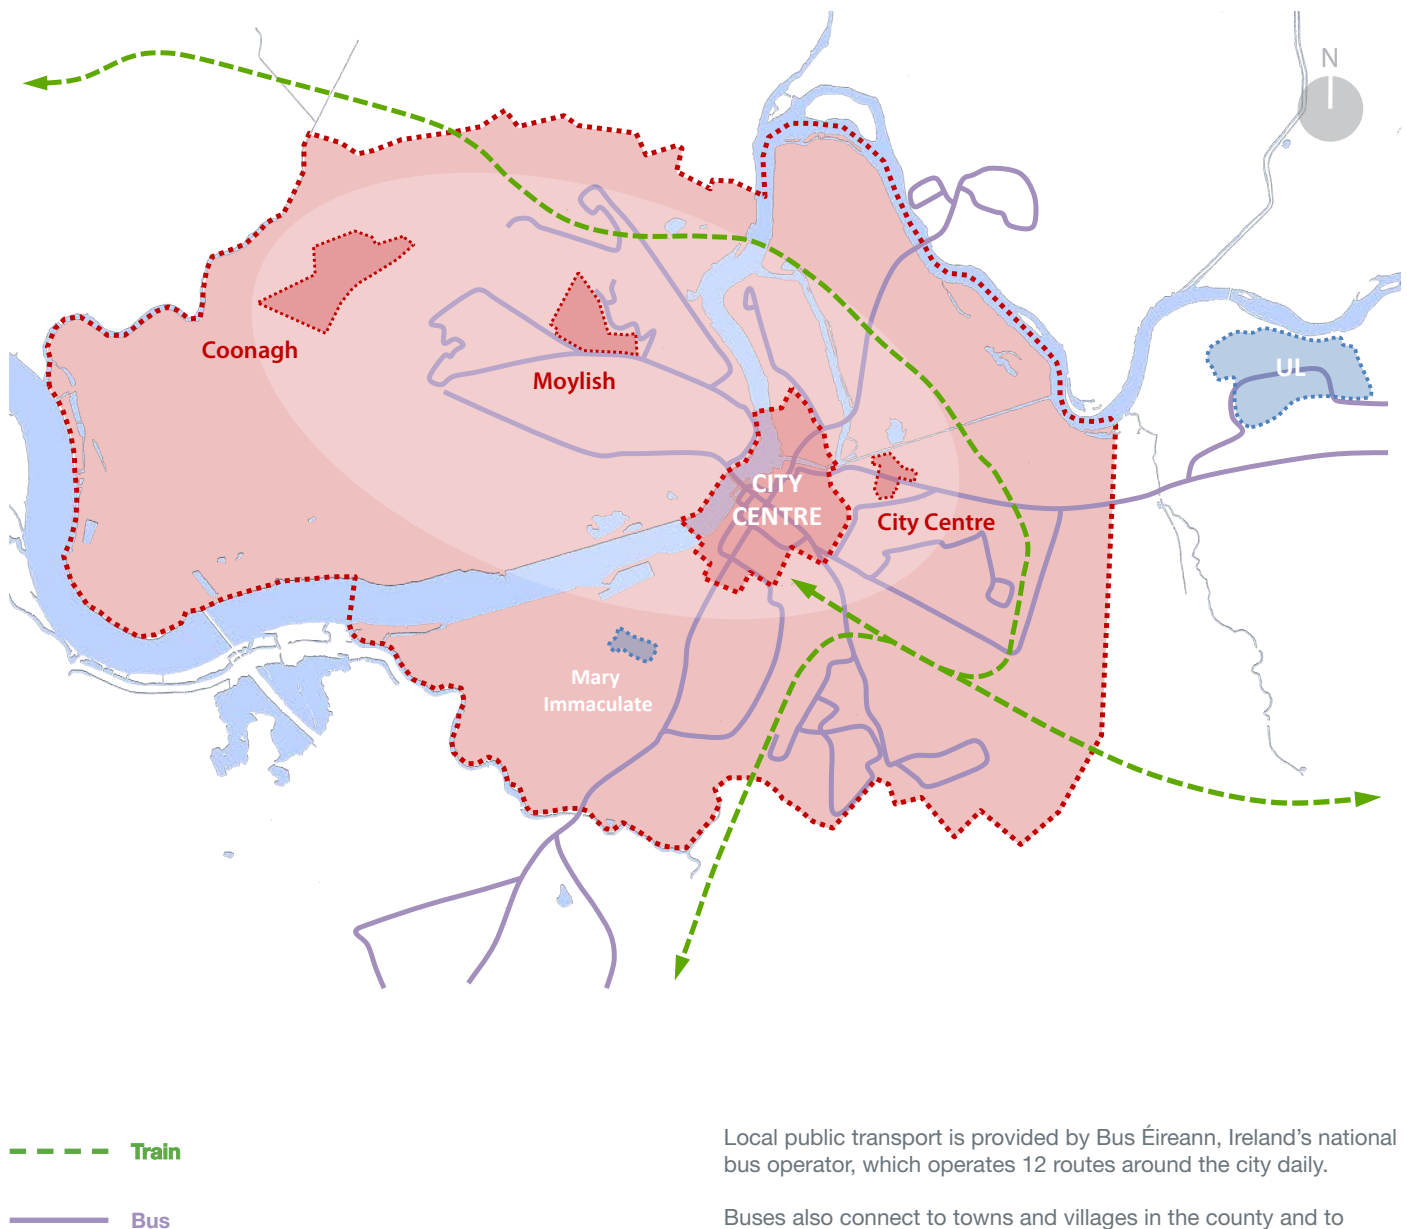 N
Coonagh
Moylish
UL
CITY
CENTRE
City Centre
Mary
Immaculate
Train
Bus
Local public transport is provided by Bus Éireann, Ireland’s national
bus operator, which operates 12 routes around the city daily.
Buses also connect to towns and villages in the county and to